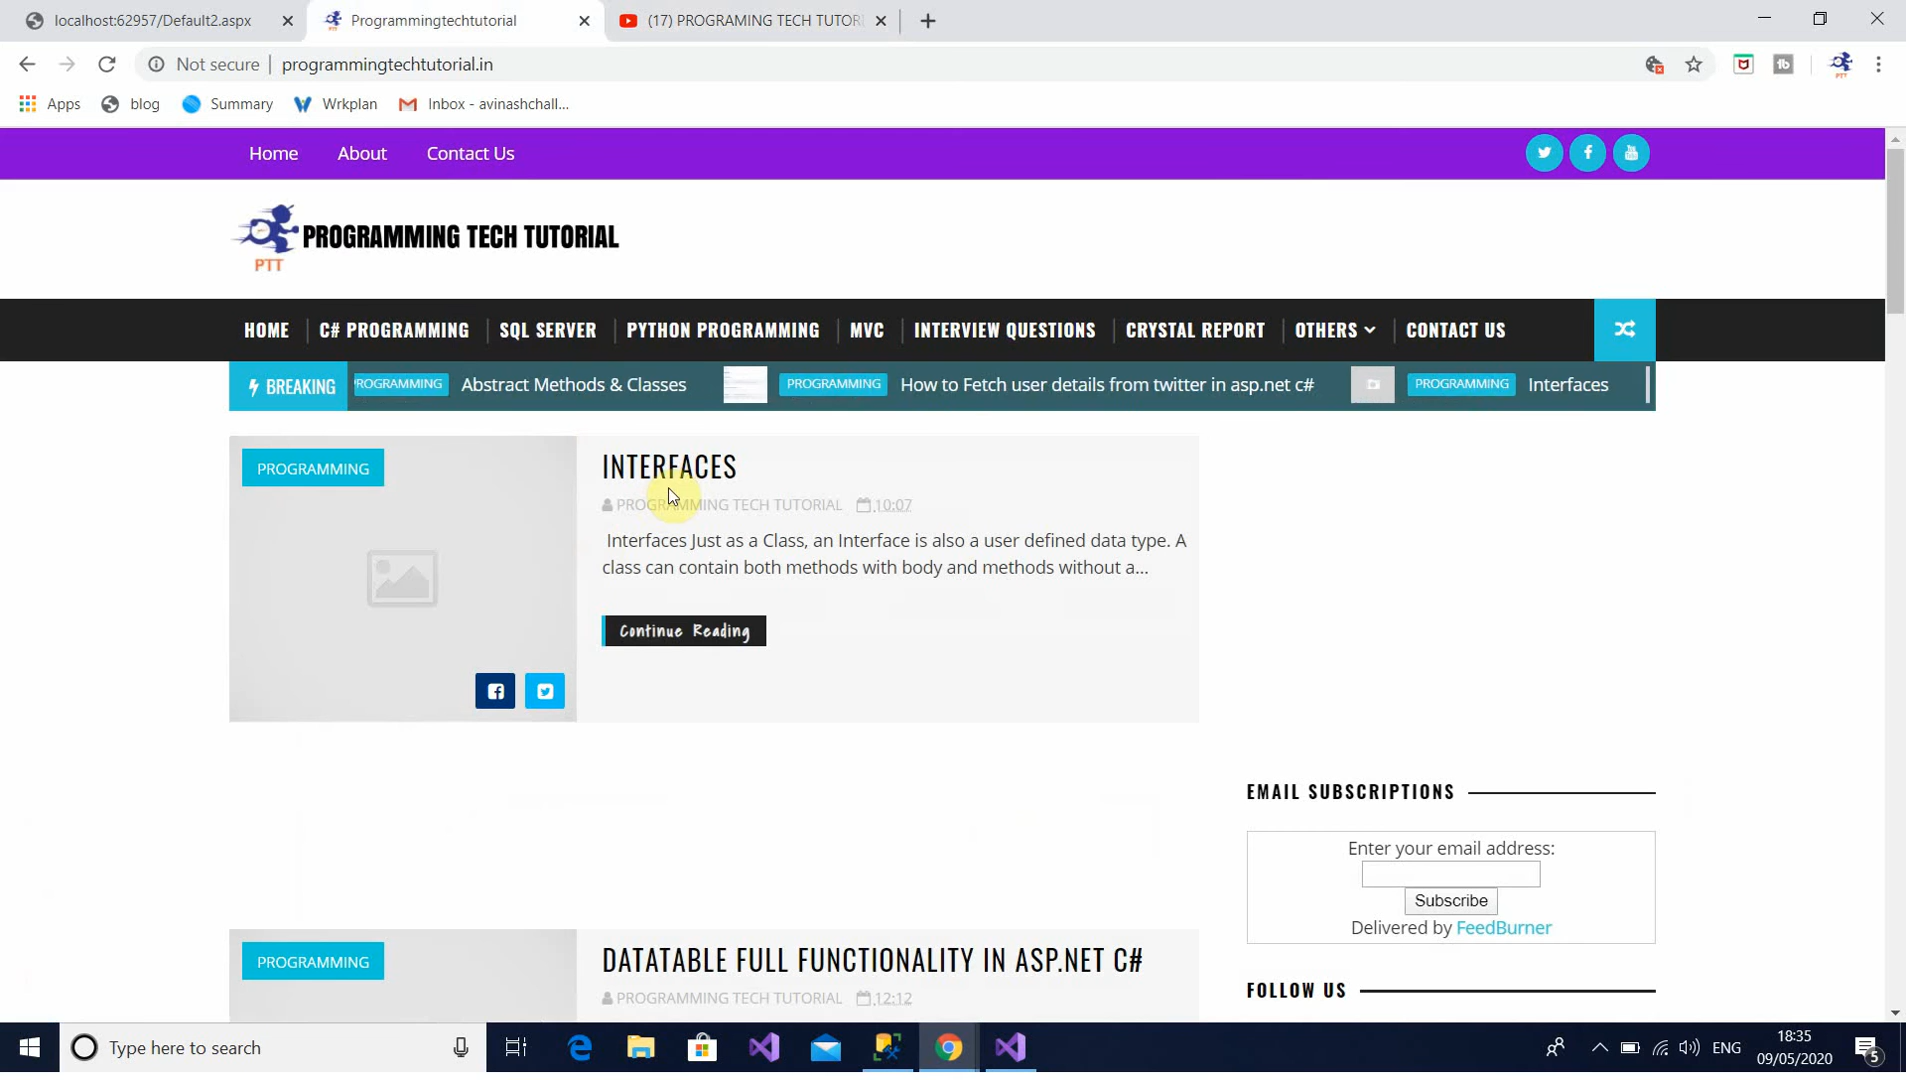 localhost:62957/Default2.aspx
Programmingtechtutorial
(17) PROGRAMING TECH TUTOR
Not secure
programmingtechtutorial.in
Apps
blog
Summary
Wrkplan
Inbox - avinashchall...
Home
About
Contact Us
PTT
PROGRAMMING TECH TUTORIAL
HOME
C# PROGRAMMING
SQL SERVER
PYTHON PROGRAMMING
MVC
INTERVIEW QUESTIONS
CRYSTAL REPORT
OTHERS
CONTACT US
BREAKING
PROGRAMMING
Abstract Methods & Classes
PROGRAMMING
How to Fetch user details from twitter in asp.net c#
PROGRAMMING
Interfaces
PROGRAMMING
INTERFACES
PROGRAMMING TECH TUTORIAL
10:07
Interfaces Just as a Class, an Interface is also a user defined data type. A
class can contain both methods with body and methods without a...
Continue Reading
EMAIL SUBSCRIPTIONS
Enter your email address:
Subscribe
Delivered by FeedBurner
PROGRAMMING
DATATABLE FULL FUNCTIONALITY IN ASP.NET C#
PROGRAMMING TECH TUTORIAL
12:12
FOLLOW US
Type here to search
ENG
18:35
09/05/2020
5